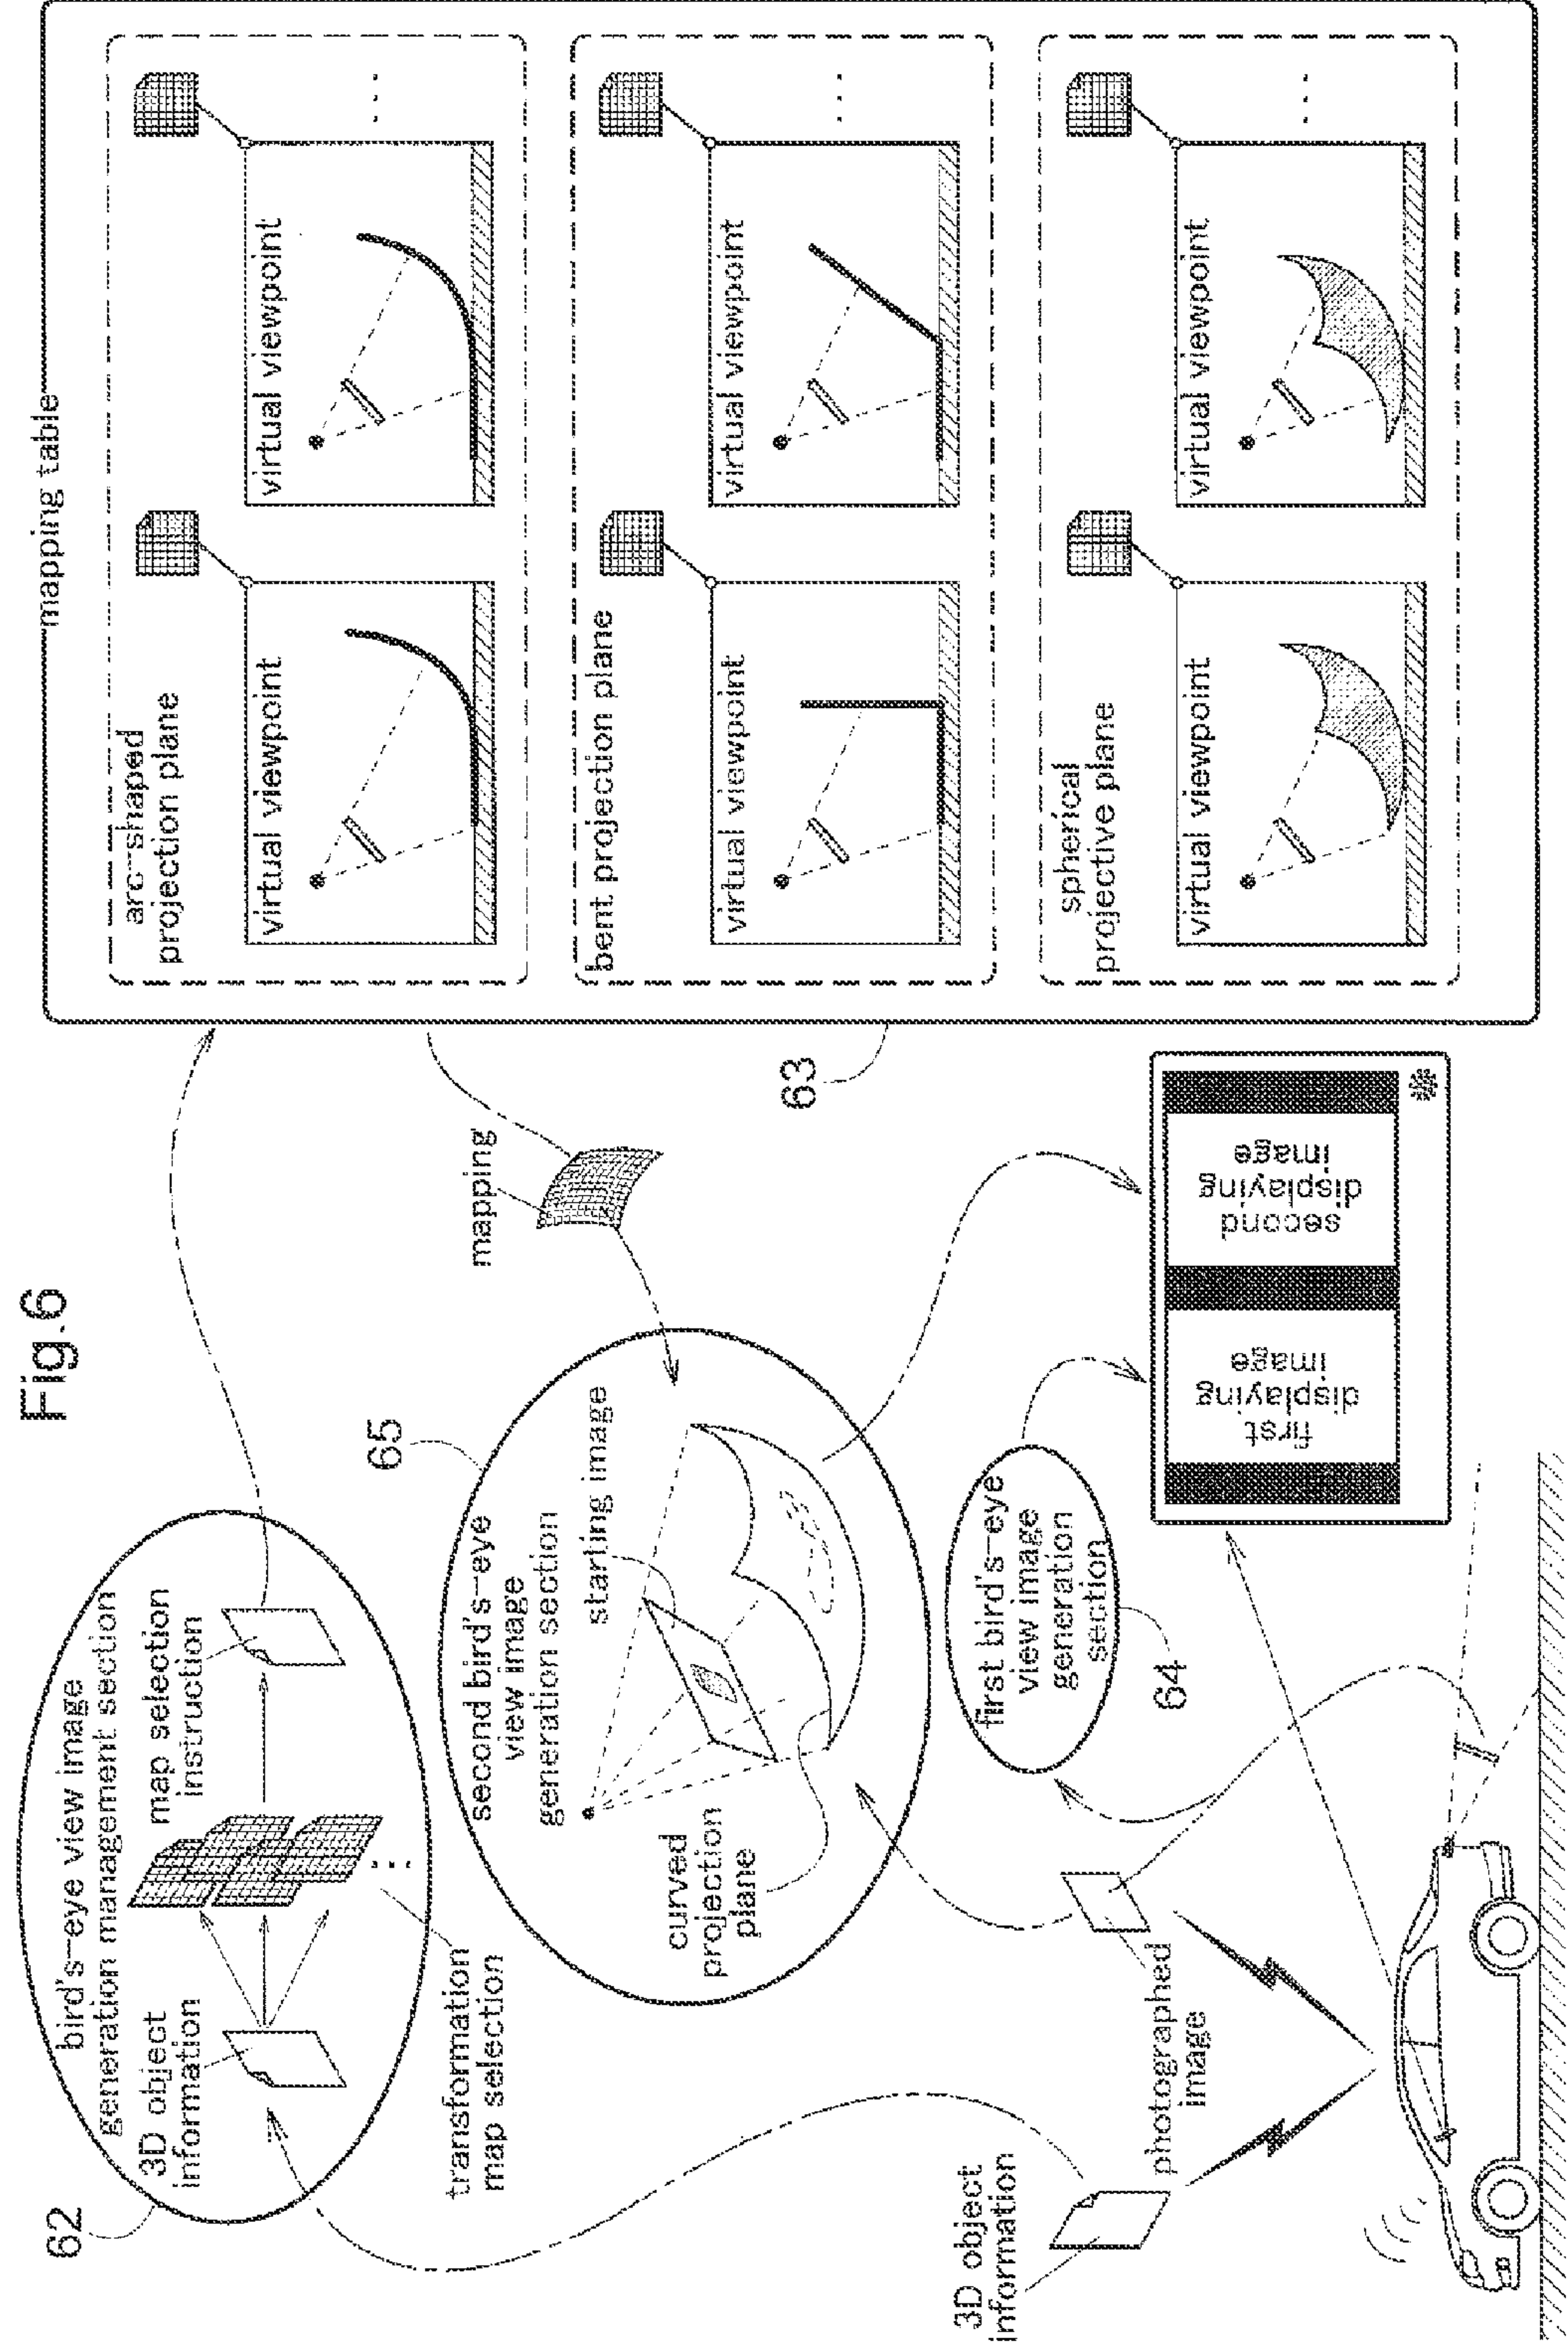 Fig.6
62
bird's-eye view image
generation management section
3D object
information
map selection
instruction
transformation
map selection
65
second bird's-eye
view image
generation section
starting image
curved
projection
plane
mapping
mapping table
arc-shaped
projection plane
virtual viewpoint
virtual viewpoint
bent projection plane
virtual viewpoint
virtual viewpoint
spherical
projective plane
virtual viewpoint
virtual viewpoint
63
first bird's-eye
view image
generation
section
64
first
displaying
image
second
displaying
image
3D object
information
photographed
image